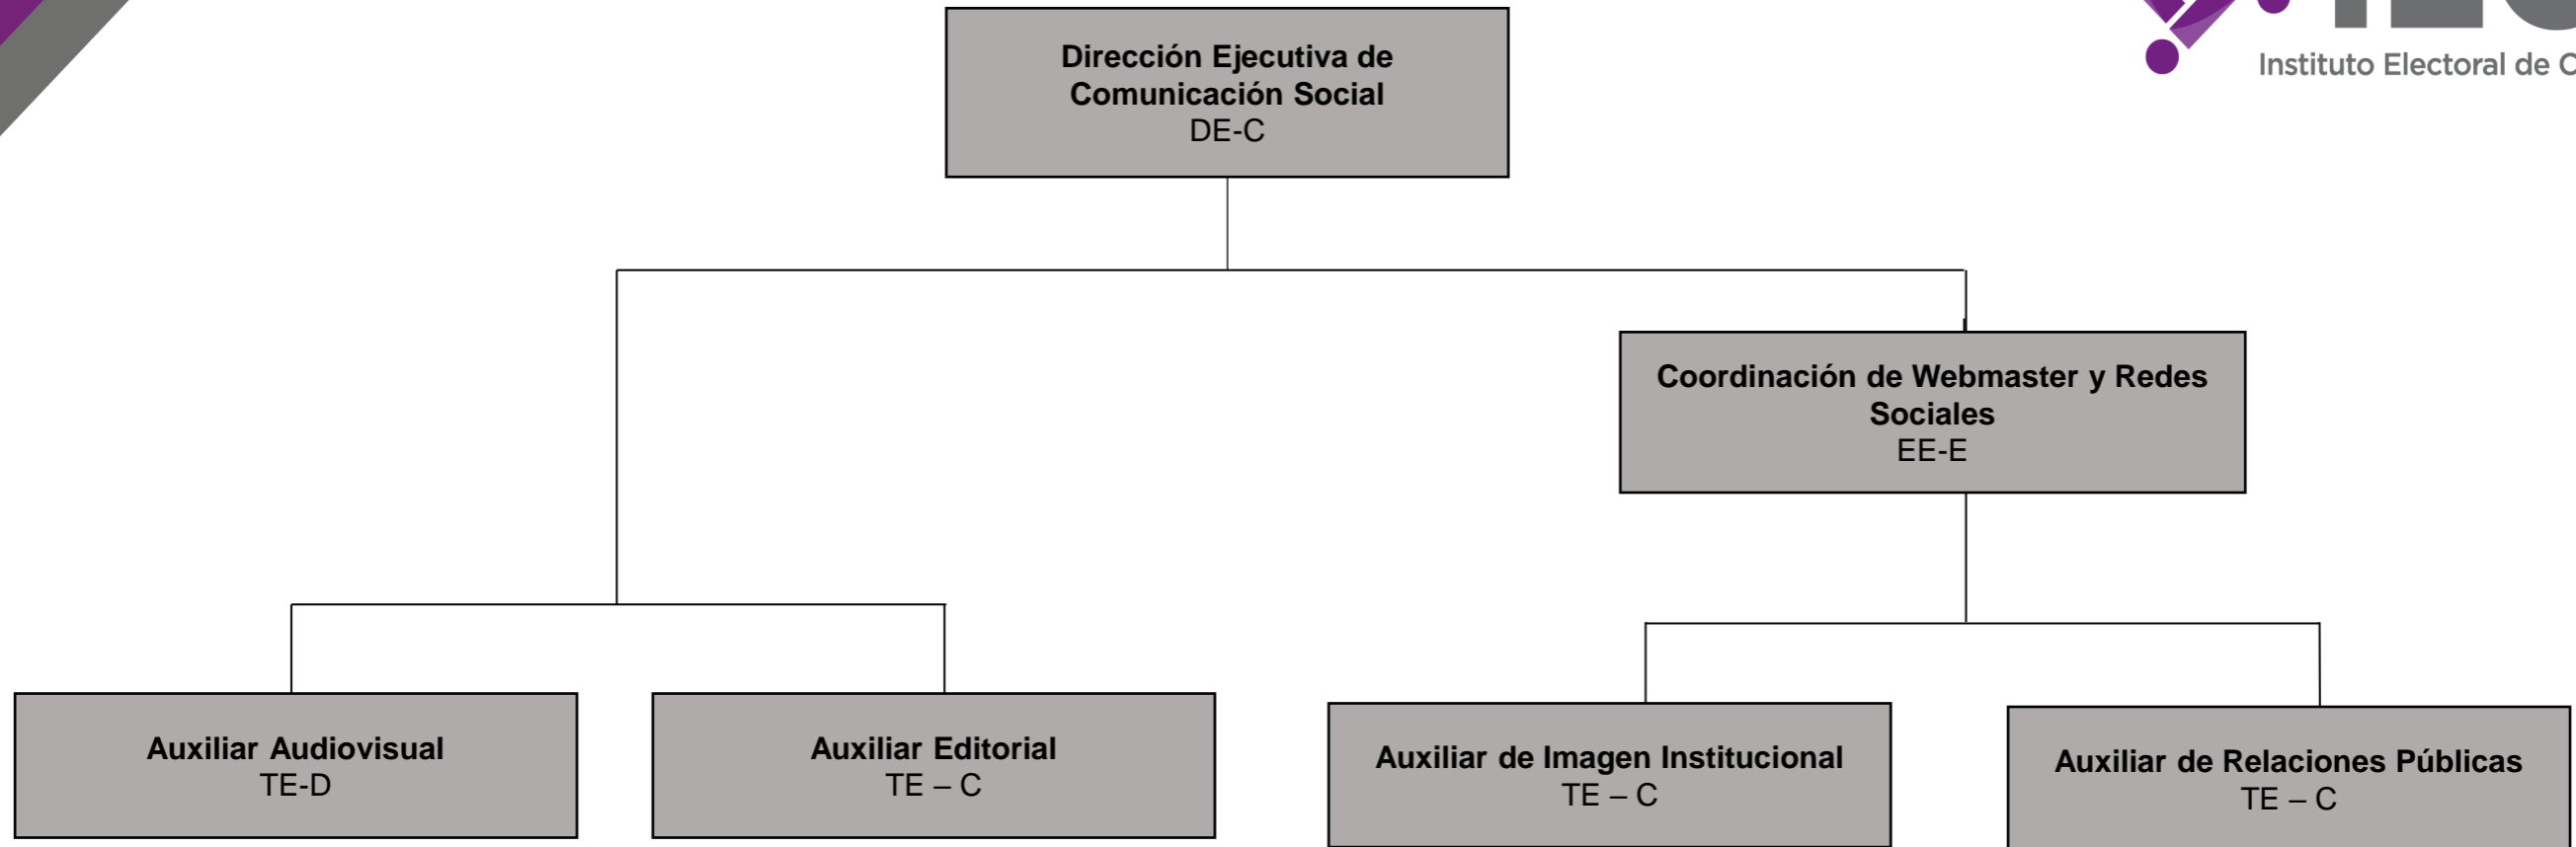 Instituto Electoral de
Dirección Ejecutiva de
Comunicación Social
DE-C
Coordinación de Webmaster y Redes
Sociales
EE-E
Auxiliar Audiovisual
TE-D
Auxiliar Editorial
TE – C
Auxiliar de Imagen Institucional
TE – C
Auxiliar de Relaciones Públicas
TE – C